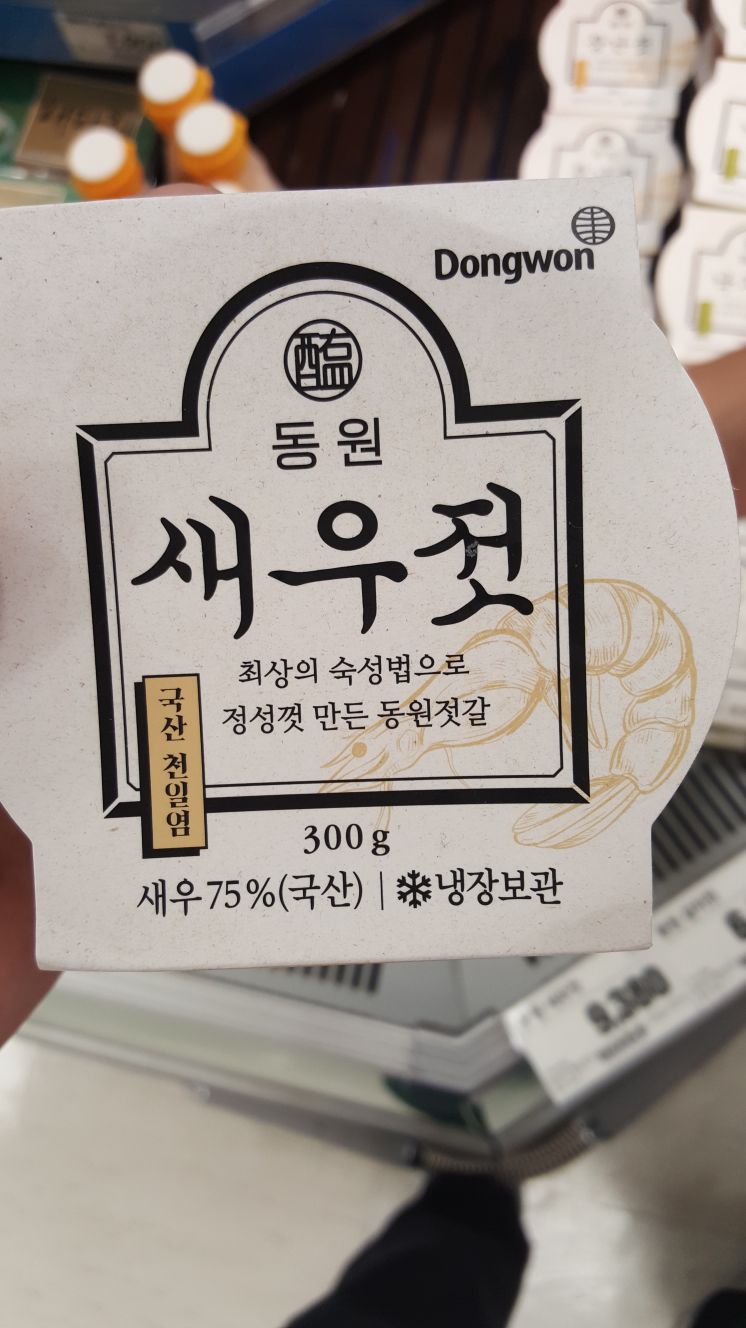 Dongwon
동원
새우젓
최상의 숙성법으로
정성껏 만든 동원젓갈
국산 천일염
300g
새우 75%(국산) | 냉장보관